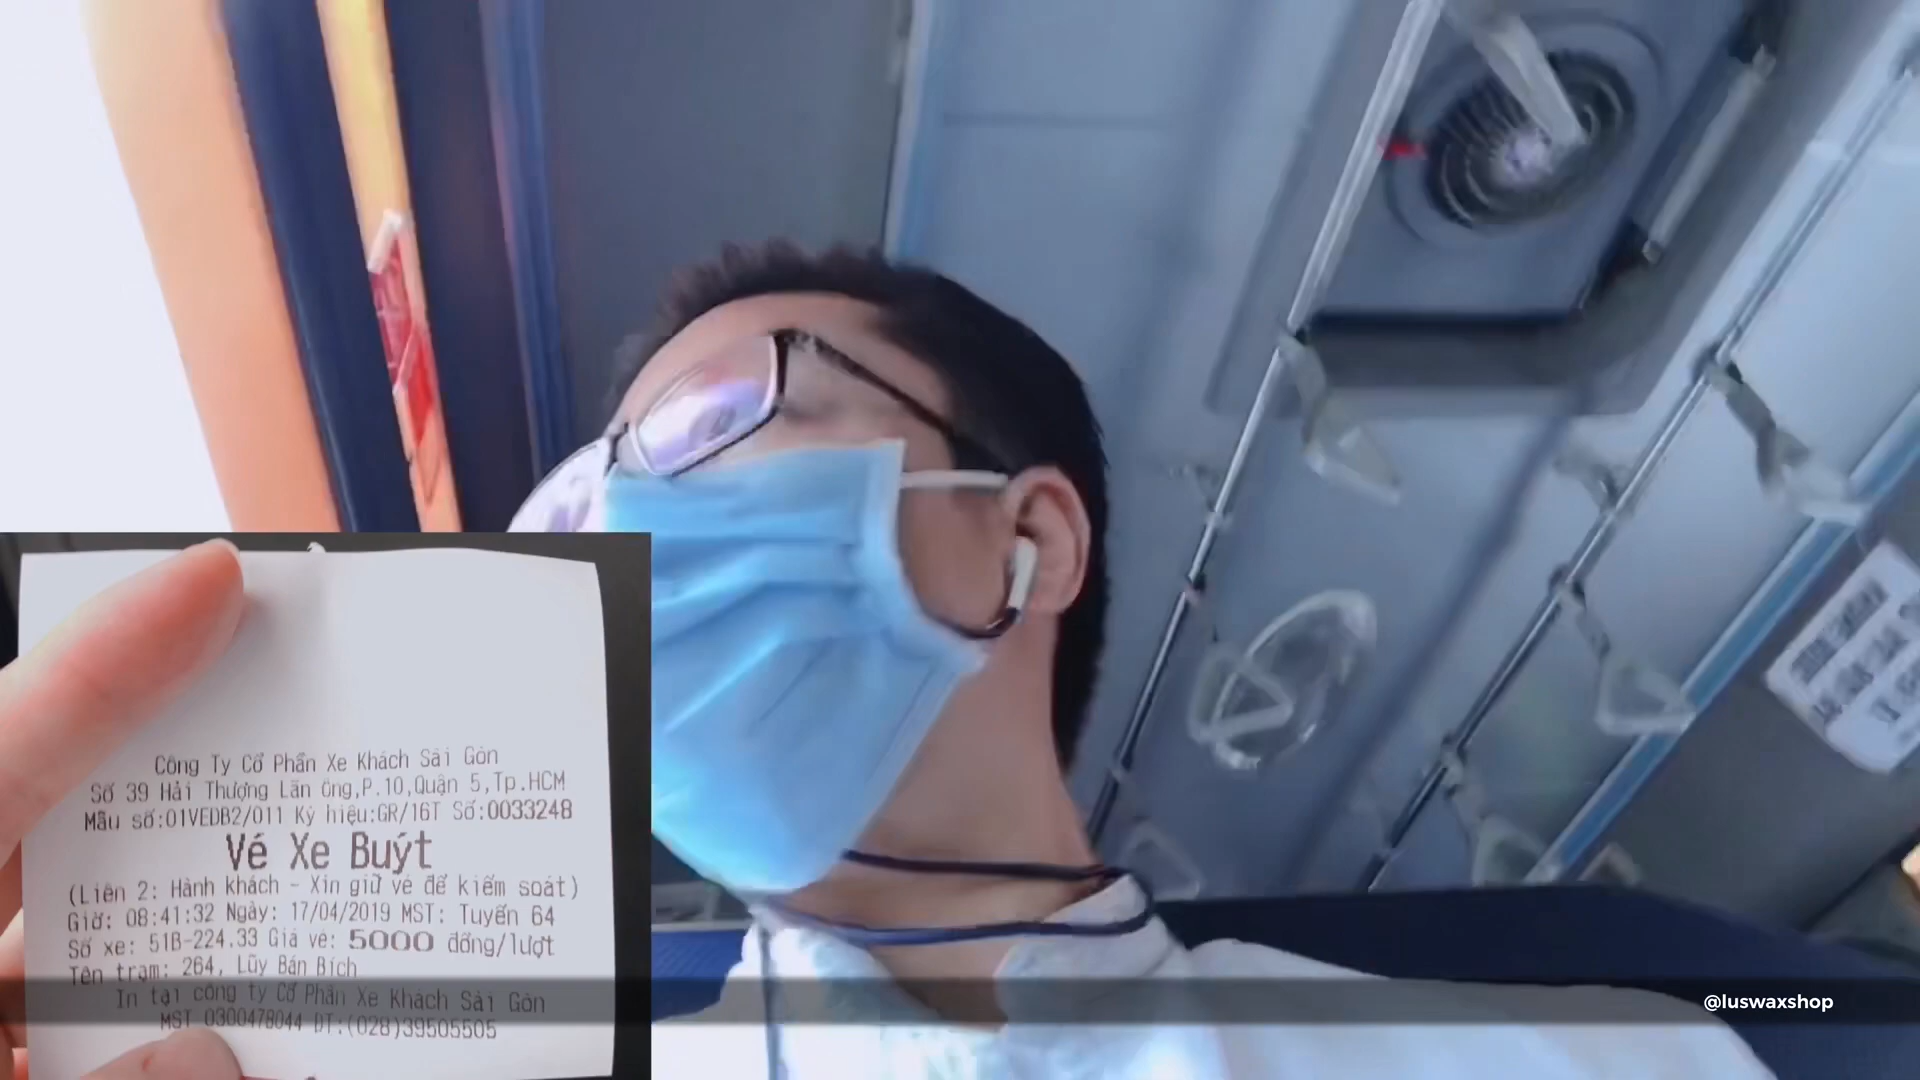 Công Ty Cổ Phần Xe Khách Sài Gòn
Số 39 Hải Thượng Lãn Ông,P.10,Quận 5,Tp.HCM
Mẫu số:01VEDB2/011 Ký hiệu:GR/16T Số:0033248
Vé Xe Buýt
(Liên 2: Hành khách - Xin giữ vé để kiểm soát)
Giờ: 08:41:32 Ngày: 17/04/2019 MST: Tuyến 64
Số xe: 51B-224.33 Giá vé: 5000 đồng/lượt
Tên trạm: 264, Lũy Bán Bích
In tại công ty Cổ Phần Xe Khách Sài Gòn
MST 0300478044 ĐT:(028)39505505
@luswaxshop